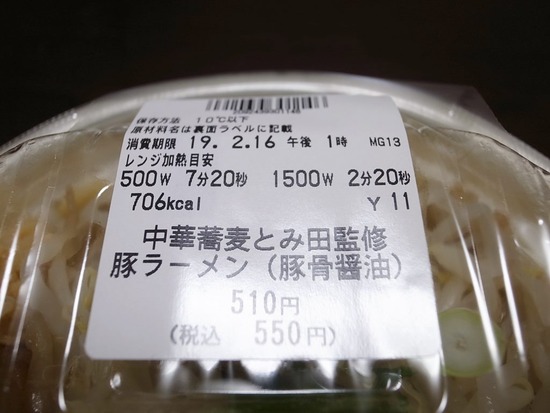 保存方法 10℃以下
原材料名は裏面ラベルに記載
消費期限 19. 2.16 午後 1時 MG13
レンジ加熱目安
500W 7分20秒 1500W 2分20秒
706kcal Y 11
中華蕎麦とみ田監修
豚ラーメン(豚骨醤油)
510円
(税込 550円)